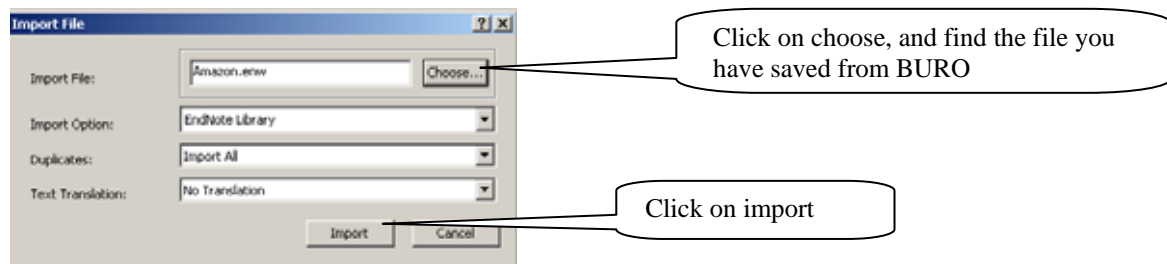 Import File
Import File:
Amazon.enw
Choose...
Import Option:
EndNote Library
Duplicates:
Import All
Text Translation:
No Translation
Import
Cancel
Click on choose, and find the file you
have saved from BURO
Click on import